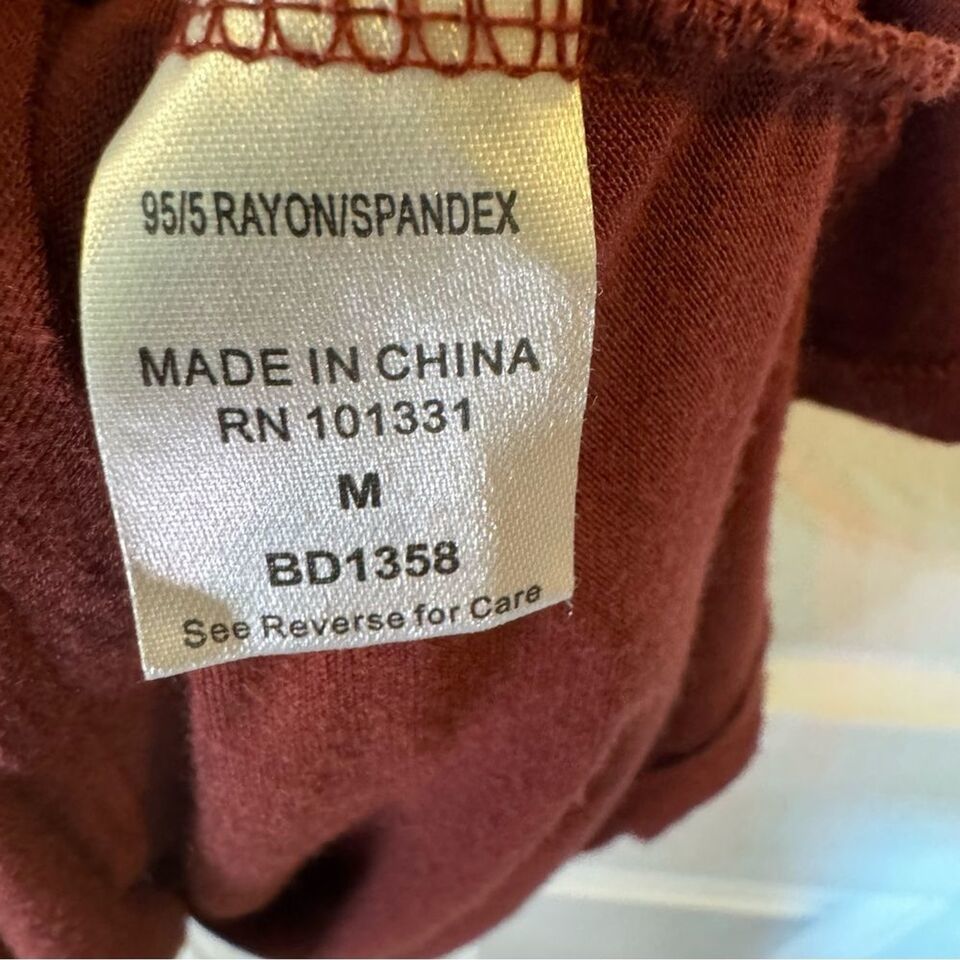 95/5 RAYON/SPANDEX
MADE IN CHINA
RN 101331
M
BD1358
See Reverse for Care